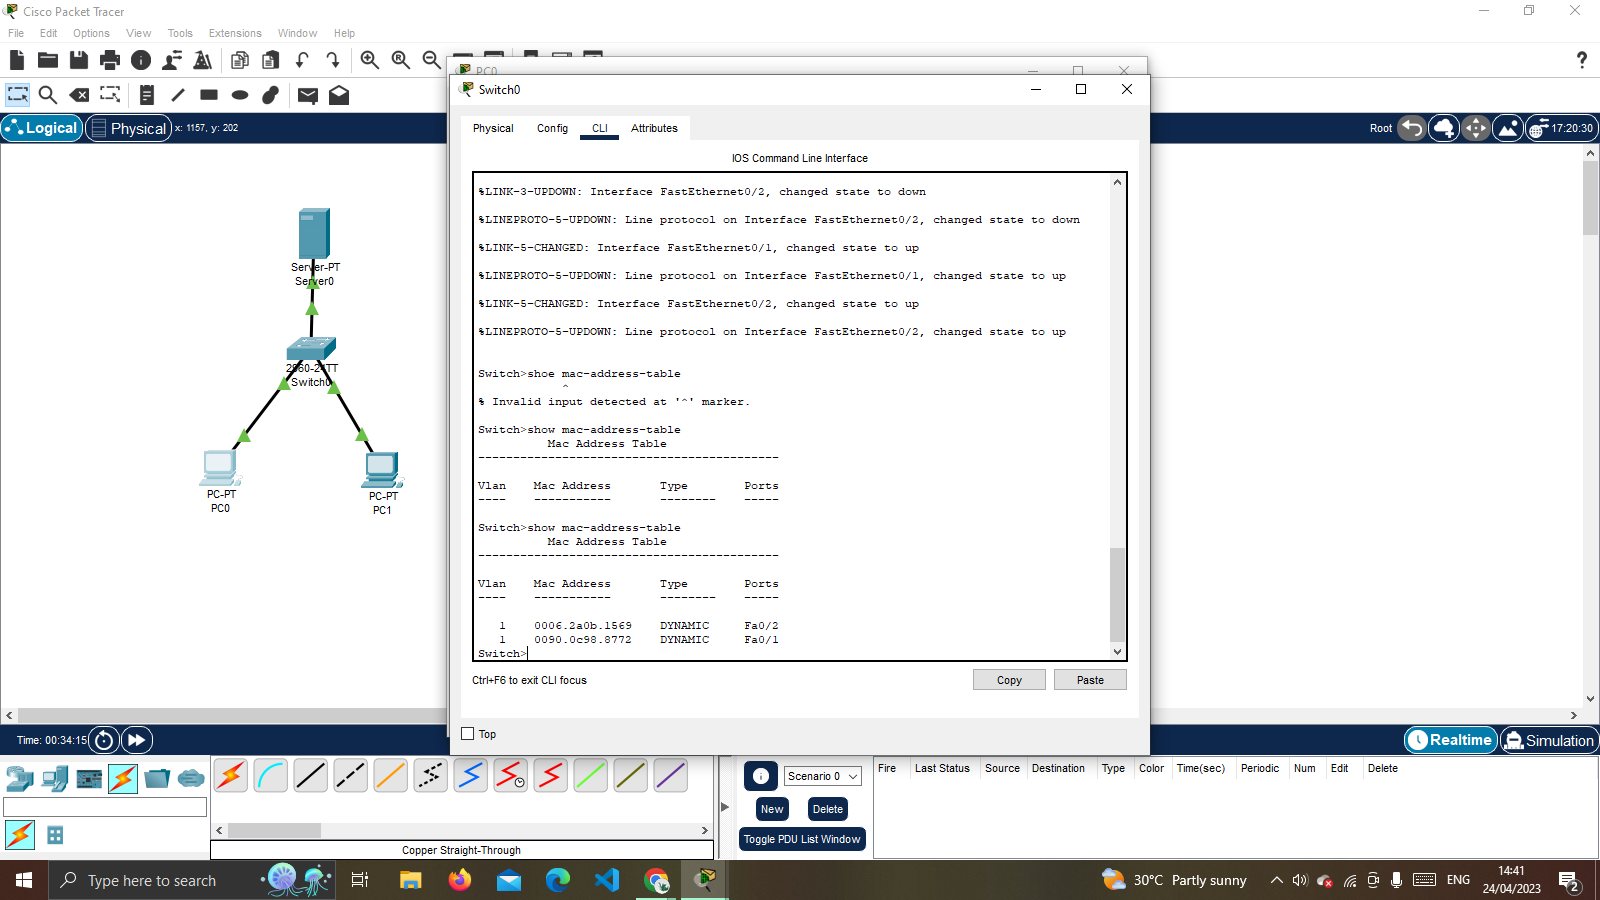 Cisco Packet Tracer
File Edit Options View Tools Extensions Window Help
PC0
?
Switch0
Logical Physical x: 1157, y: 202
Root 17:20:30
Physical Config CLI Attributes
IOS Command Line Interface
%LINK-3-UPDOWN: Interface FastEthernet0/2, changed state to down
%LINEPROTO-5-UPDOWN: Line protocol on Interface FastEthernet0/2, changed state to down
%LINK-5-CHANGED: Interface FastEthernet0/1, changed state to up
%LINEPROTO-5-UPDOWN: Line protocol on Interface FastEthernet0/1, changed state to up
%LINK-5-CHANGED: Interface FastEthernet0/2, changed state to up
%LINEPROTO-5-UPDOWN: Line protocol on Interface FastEthernet0/2, changed state to up
Switch>shoe mac-address-table
^
% Invalid input detected at '^' marker.
Switch>show mac-address-table
Mac Address Table
-------------------------------------------
Vlan Mac Address Type Ports
---- ----------- -------- -----
Switch>show mac-address-table
Mac Address Table
-------------------------------------------
Vlan Mac Address Type Ports
---- ----------- -------- -----
1 0006.2a0b.1569 DYNAMIC Fa0/2
1 0090.0c98.8772 DYNAMIC Fa0/1
Switch>
Ctrl+F6 to exit CLI focus
Copy Paste
Top
Server-PT
Server0
2960-24TT
Switch0
PC-PT
PC0
PC-PT
PC1
Time: 00:34:15
Realtime Simulation
Copper Straight-Through
Scenario 0
New Delete
Toggle PDU List Window
Fire Last Status Source Destination Type Color Time(sec) Periodic Num Edit Delete
Type here to search
30°C Partly sunny
ENG
14:41
24/04/2023
2